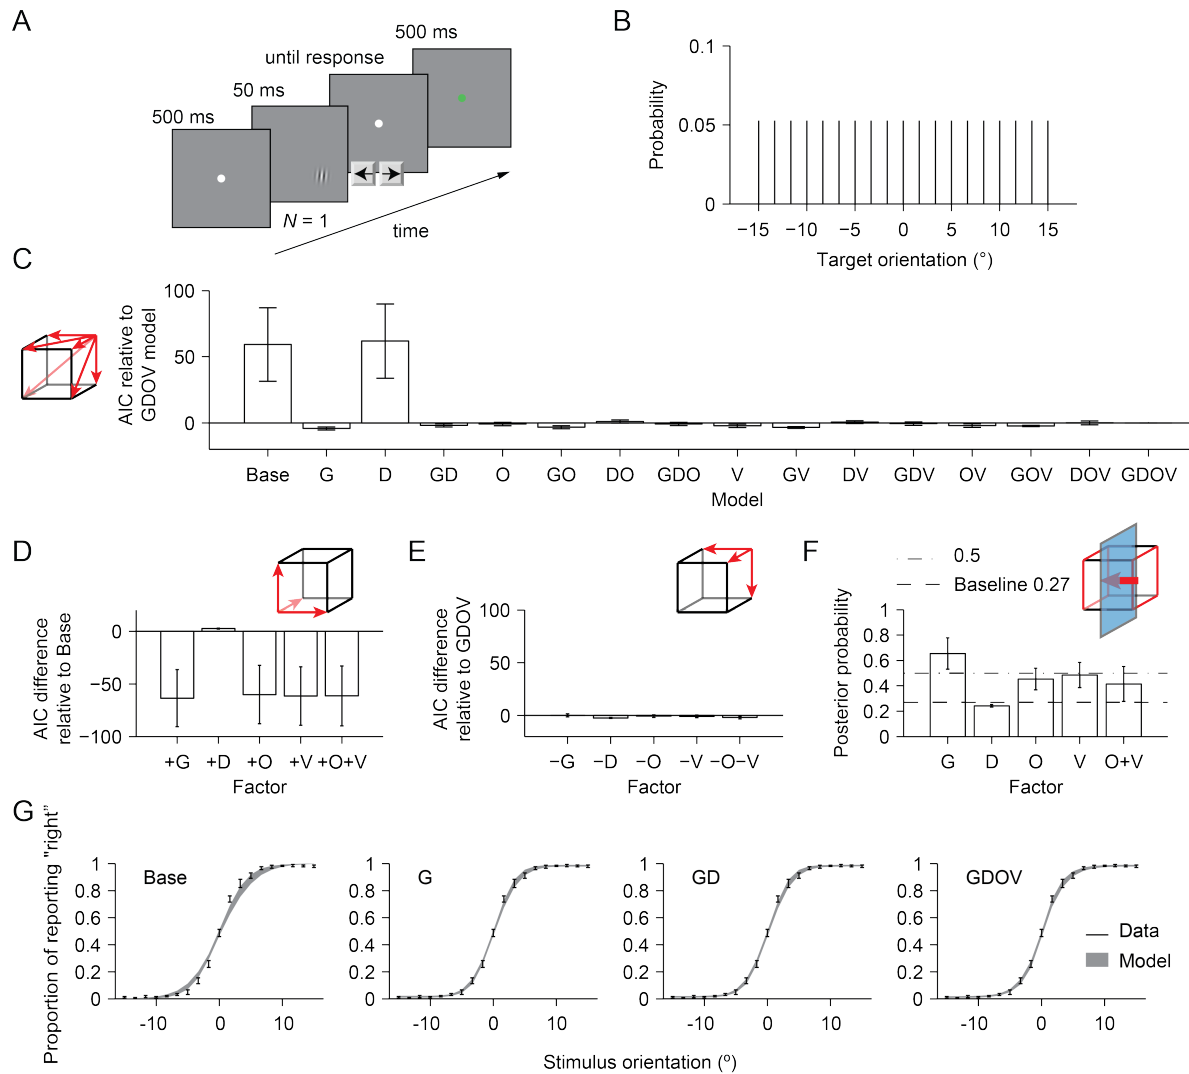 A
500 ms
50 ms
until response
500 ms
N = 1
time
B
Probability
0.1
0.05
0
−15 −10 −5 0 5 10 15
Target orientation (°)
C
AIC relative to
GDOV model
100
50
0
Base G D GD O GO DO GDO V GV DV GDV OV GOV DOV GDOV
Model
D
AIC difference
relative to Base
0
−50
−100
+G +D +O +V +O+V
Factor
E
AIC difference
relative to GDOV
100
0
−G −D −O −V −O−V
Factor
F
0.5
Baseline 0.27
Posterior probability
1
0.8
0.6
0.4
0.2
0
G D O V O+V
Factor
G
Proportion of reporting "right"
1
0.8
0.6
0.4
0.2
0
Base
-10 0 10
1
0.8
0.6
0.4
0.2
0
G
-10 0 10
1
0.8
0.6
0.4
0.2
0
GD
-10 0 10
1
0.8
0.6
0.4
0.2
0
GDOV
Data
Model
-10 0 10
Stimulus orientation (º)